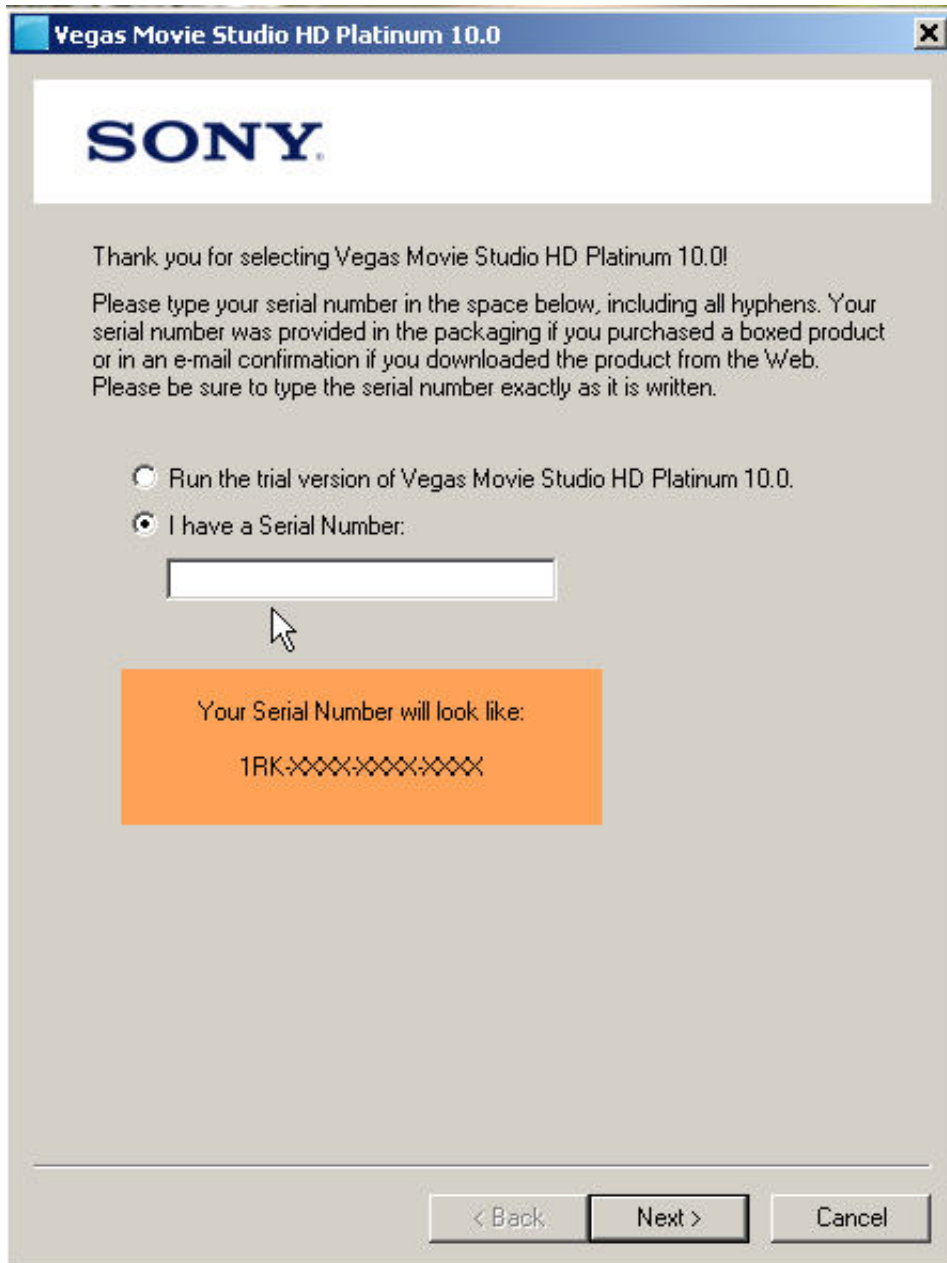 Vegas Movie Studio HD Platinum 10.0
SONY
Thank you for selecting Vegas Movie Studio HD Platinum 10.0!
Please type your serial number in the space below, including all hyphens. Your
serial number was provided in the packaging if you purchased a boxed product
or in an e-mail confirmation if you downloaded the product from the Web.
Please be sure to type the serial number exactly as it is written.
Run the trial version of Vegas Movie Studio HD Platinum 10.0.
I have a Serial Number:
Your Serial Number will look like:
1RK-XXXX-XXXX-XXXX
< Back Next > Cancel